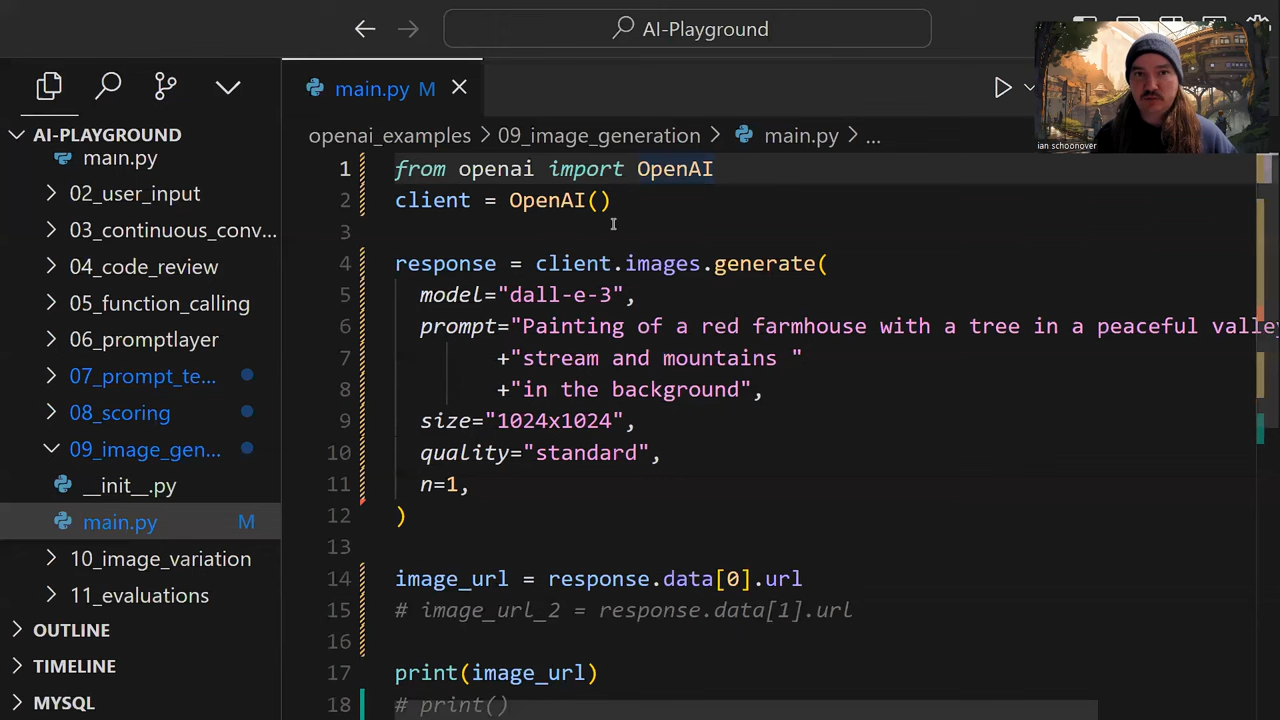 AI-Playground
ian schoonover
main.py M
AI-PLAYGROUND
main.py
02_user_input
03_continuous_conv...
04_code_review
05_function_calling
06_promptlayer
07_prompt_te...
08_scoring
09_image_gen...
__init__.py
main.py M
10_image_variation
11_evaluations
OUTLINE
TIMELINE
MYSQL
openai_examples > 09_image_generation > main.py > ...
1 from openai import OpenAI
2 client = OpenAI()
3
4 response = client.images.generate(
5 model="dall-e-3",
6 prompt="Painting of a red farmhouse with a tree in a peaceful valle
7 +"stream and mountains "
8 +"in the background",
9 size="1024x1024",
10 quality="standard",
11 n=1,
12 )
13
14 image_url = response.data[0].url
15 # image_url_2 = response.data[1].url
16
17 print(image_url)
18 # print()